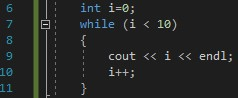 6 int i=0;
7 while (i < 10)
8 {
9 cout << i << endl;
10 i++;
11 }